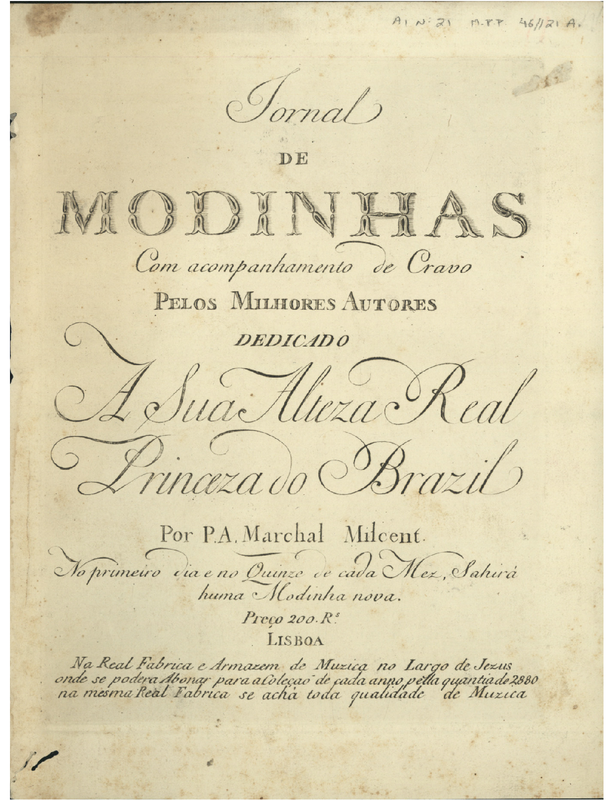 A1 Nº 21 M.P.P. 46//21 A.
Jornal
DE
MODINHAS
Com acompanhamento de Cravo
PELOS MILHORES AUTORES
DEDICADO
A Sua Alteza Real
Princeza do Brazil
Por P.A. Marchal Milcent.
No primeiro dia e no Quinze de cada Mez, Sahirá
huma Modinha nova.
Preço 200. Rˢ
LISBOA
Na Real Fabrica e Armazem de Muzica no Largo de Jezus
onde se podera Abonar para a Coleçaõ de cada anno pella quantia de 2880
na mesma Real Fabrica se acha toda qualidade de Muzica